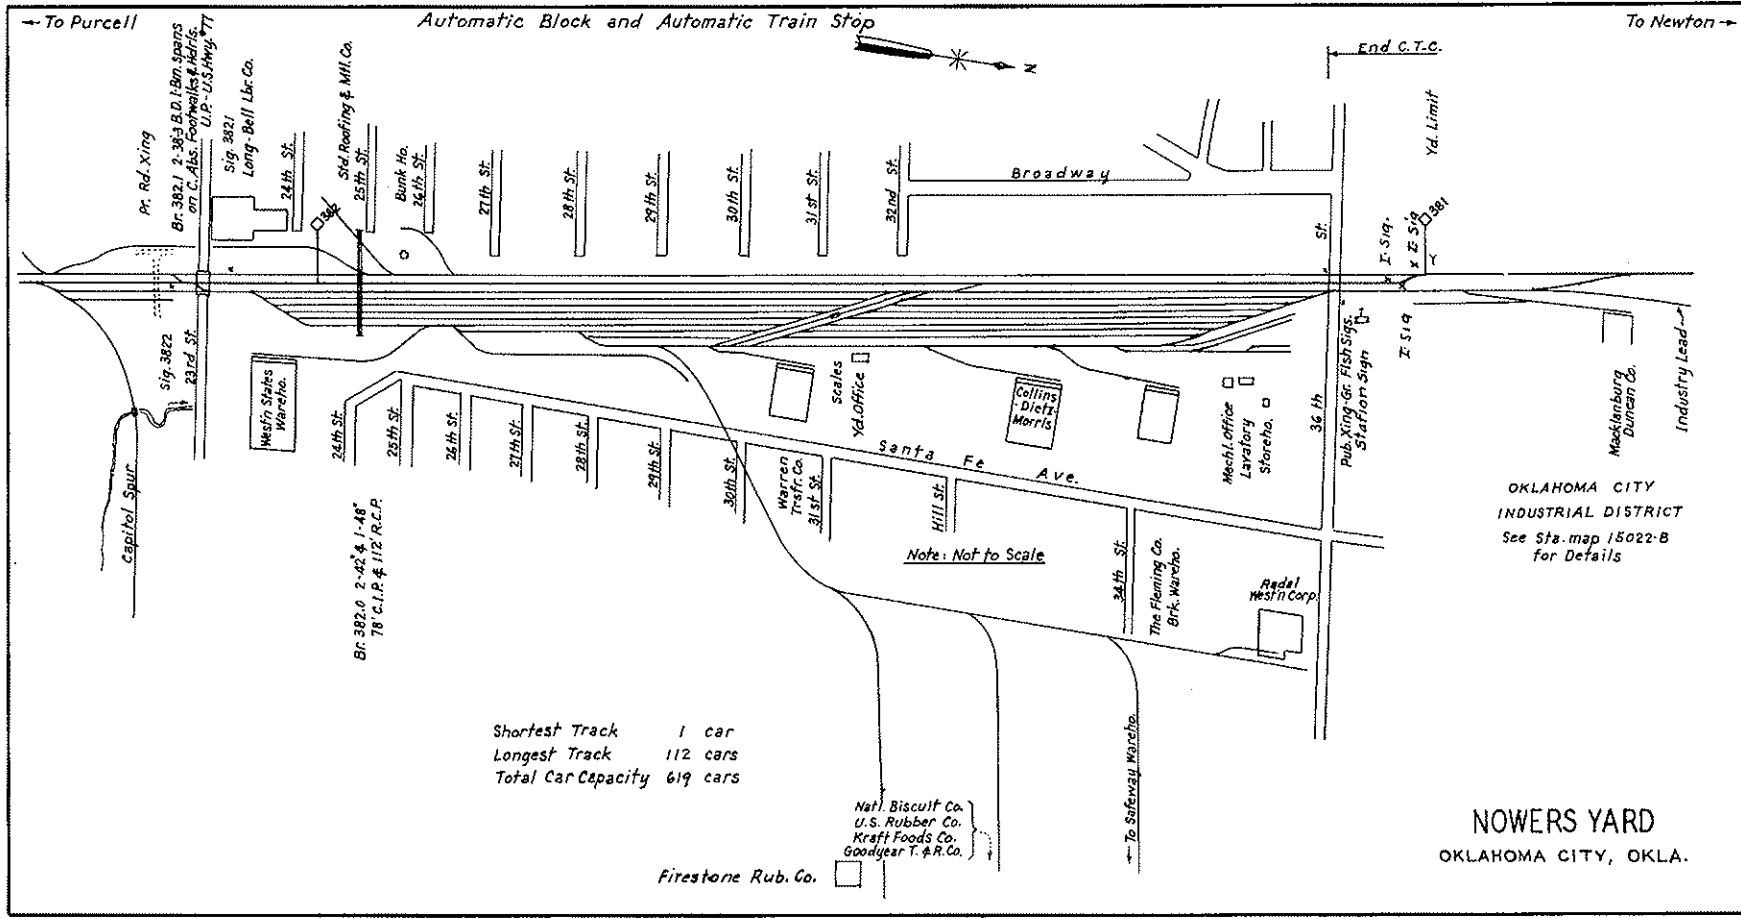 ← To Purcell
Automatic Block and Automatic Train Stop
To Newton →
N
End C.T.C.
Yd. Limit
Pr. Rd. Xing
Br. 382.1 2-38'3 B.D. I-Bm. Spans
on C. Abs. Footwalks & Hdrls.
U.P.- U.S. Hwy. #77
Sig. 3821
Long-Bell Lbr. Co.
24th St.
382
Std. Roofing & Mtl. Co.
25th St.
Bunk Ho.
26th St.
27th St.
28th St.
29th St.
30th St.
31st St.
32nd St.
Broadway
St.
I-Sig.
x I-Sig
381
Y
x
Sig. 3822
23rd St.
West'n States
Wareho.
24th St.
25th St.
26th St.
27th St.
28th St.
29th St.
30th St.
Warren
Trsfr. Co.
31st St.
Scales
Yd. Office
Collins
- Dietz-
Morris
Santa Fe Ave.
Hill St.
34th St.
The Fleming Co.
Brk. Wareho.
Mechl. Office
Lavatory
Storeho.
36th
Pub. Xing-Gr. Flsh Sigs.
Station Sign
I-Sig
Macklanburg
Duncan Co.
Industry Lead →
Capitol Spur
Br. 382.0 2-42" & 1-48"
78' C.I.P. & 112' R.C.P.
Note: Not to Scale
OKLAHOMA CITY
INDUSTRIAL DISTRICT
See Sta. map 15022-B
for Details
West'n Corp.
Shortest Track 1 car
Longest Track 112 cars
Total Car Capacity 619 cars
Natl. Biscuit Co.
U.S. Rubber Co.
Kraft Foods Co.
Goodyear T. & R. Co.
Firestone Rub. Co.
← To Safeway Wareho.
NOWERS YARD
OKLAHOMA CITY, OKLA.